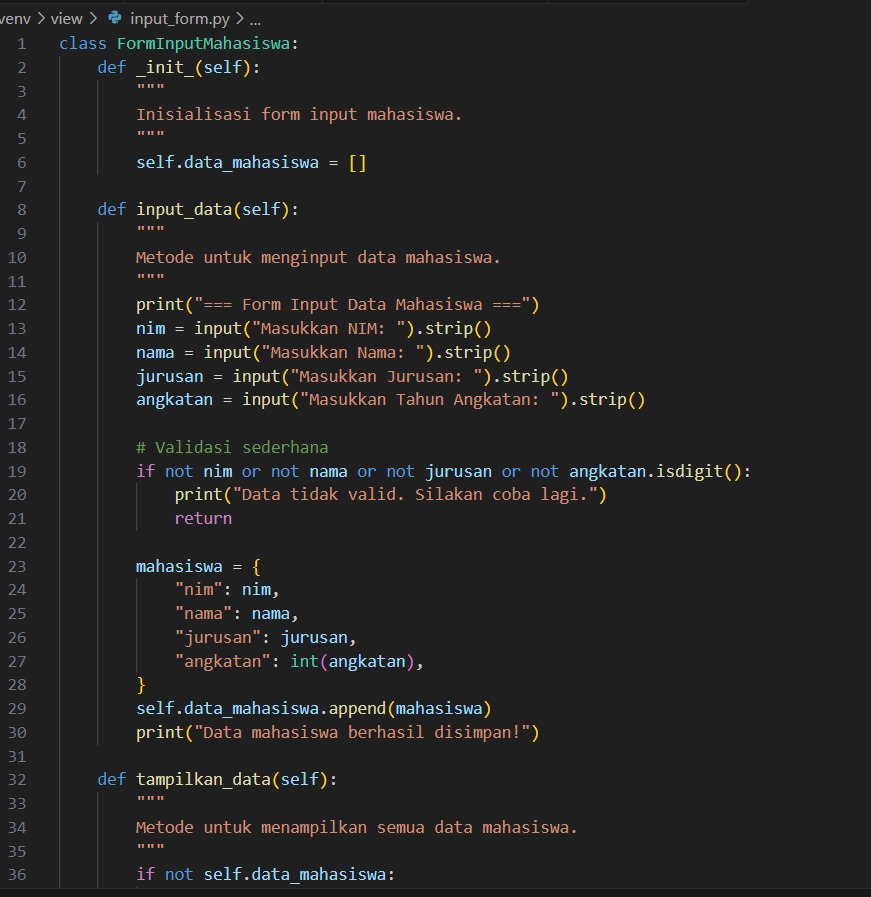 venv > view > input_form.py > ...
1 class FormInputMahasiswa:
2     def _init_(self):
3         """
4         Inisialisasi form input mahasiswa.
5         """
6         self.data_mahasiswa = []
7
8     def input_data(self):
9         """
10         Metode untuk menginput data mahasiswa.
11         """
12         print("=== Form Input Data Mahasiswa ===")
13         nim = input("Masukkan NIM: ").strip()
14         nama = input("Masukkan Nama: ").strip()
15         jurusan = input("Masukkan Jurusan: ").strip()
16         angkatan = input("Masukkan Tahun Angkatan: ").strip()
17
18         # Validasi sederhana
19         if not nim or not nama or not jurusan or not angkatan.isdigit():
20             print("Data tidak valid. Silakan coba lagi.")
21             return
22
23         mahasiswa = {
24             "nim": nim,
25             "nama": nama,
26             "jurusan": jurusan,
27             "angkatan": int(angkatan),
28         }
29         self.data_mahasiswa.append(mahasiswa)
30         print("Data mahasiswa berhasil disimpan!")
31
32     def tampilkan_data(self):
33         """
34         Metode untuk menampilkan semua data mahasiswa.
35         """
36         if not self.data_mahasiswa: